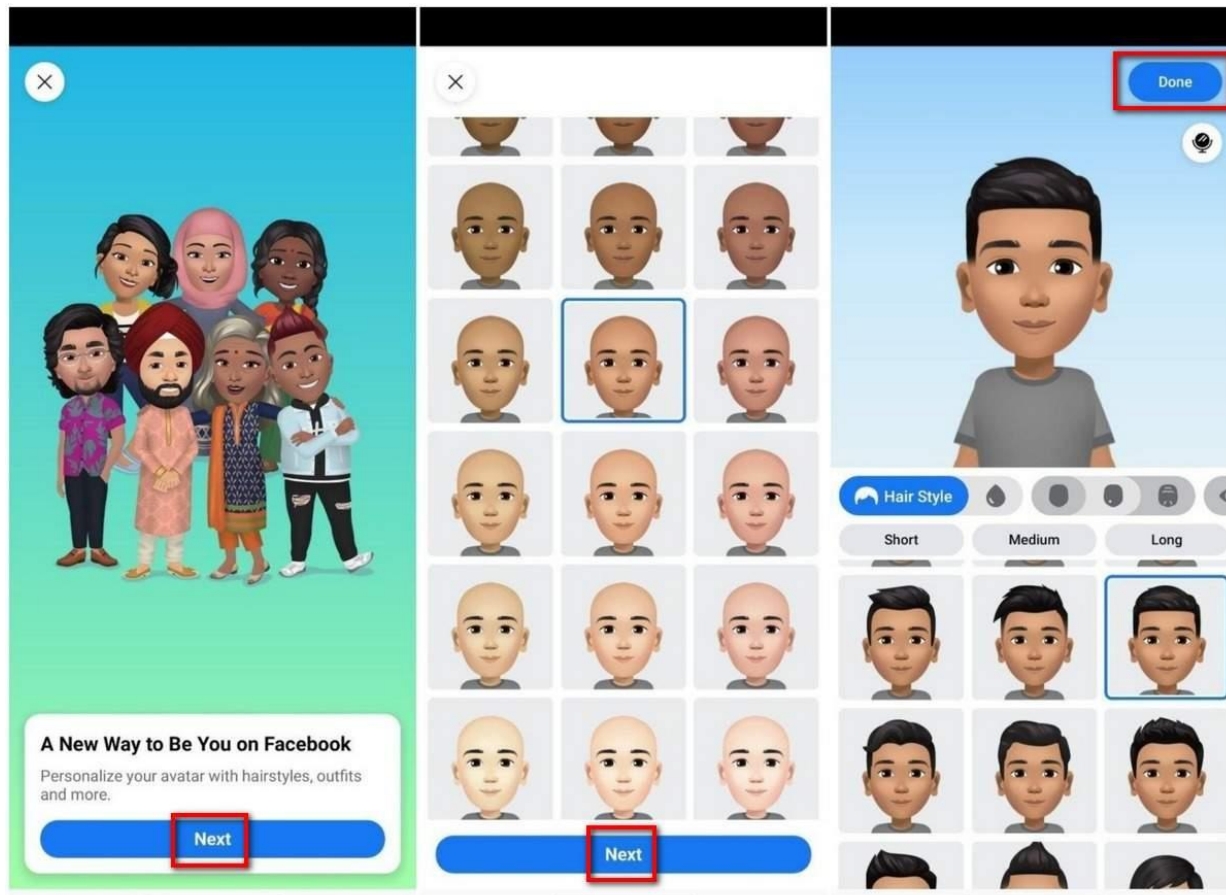 A New Way to Be You on Facebook
Personalize your avatar with hairstyles, outfits
and more.
Next
Next
Done
Hair Style
Short
Medium
Long